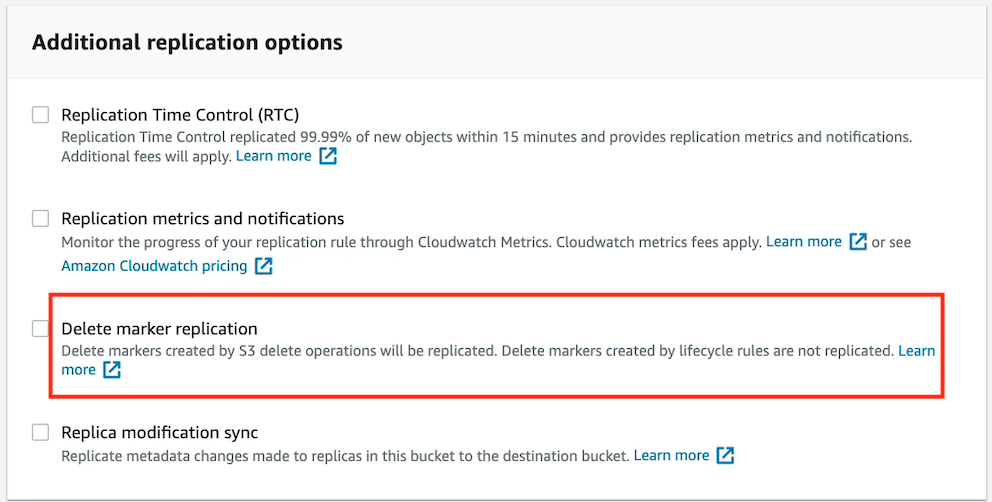 Additional replication options
Replication Time Control (RTC)
Replication Time Control replicated 99.99% of new objects within 15 minutes and provides replication metrics and notifications.
Additional fees will apply. Learn more
Replication metrics and notifications
Monitor the progress of your replication rule through Cloudwatch Metrics. Cloudwatch metrics fees apply. Learn more or see
Amazon Cloudwatch pricing
Delete marker replication
Delete markers created by S3 delete operations will be replicated. Delete markers created by lifecycle rules are not replicated. Learn
more
Replica modification sync
Replicate metadata changes made to replicas in this bucket to the destination bucket. Learn more